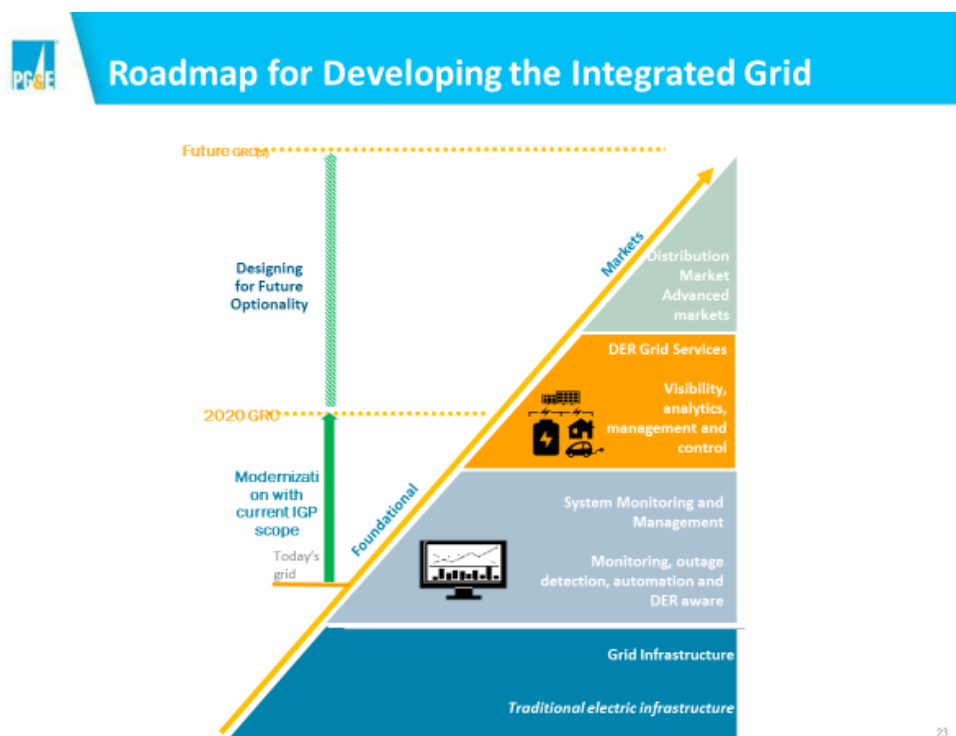 PG&E
Roadmap for Developing the Integrated Grid
Future GRC(s)
Designing
for Future
Optionality
2020 GRC
Modernizati
on with
current IGP
scope
Today's
grid
Foundational
Markets
Distribution
Market
Advanced
markets
DER Grid Services
Visibility,
analytics,
management and
control
System Monitoring and
Management
Monitoring, outage
detection, automation and
DER aware
Grid Infrastructure
Traditional electric infrastructure
23